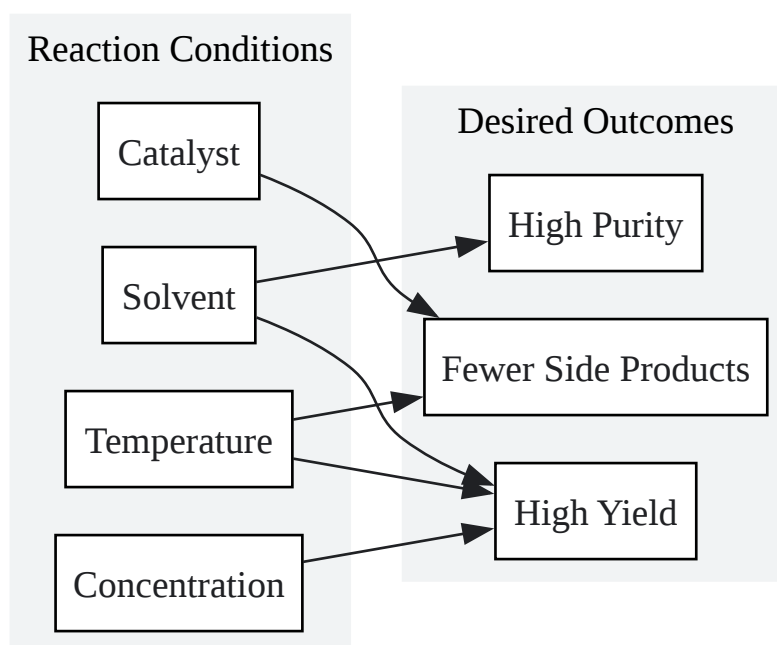 Reaction Conditions
Catalyst
Solvent
Temperature
Concentration
Desired Outcomes
High Purity
Fewer Side Products
High Yield